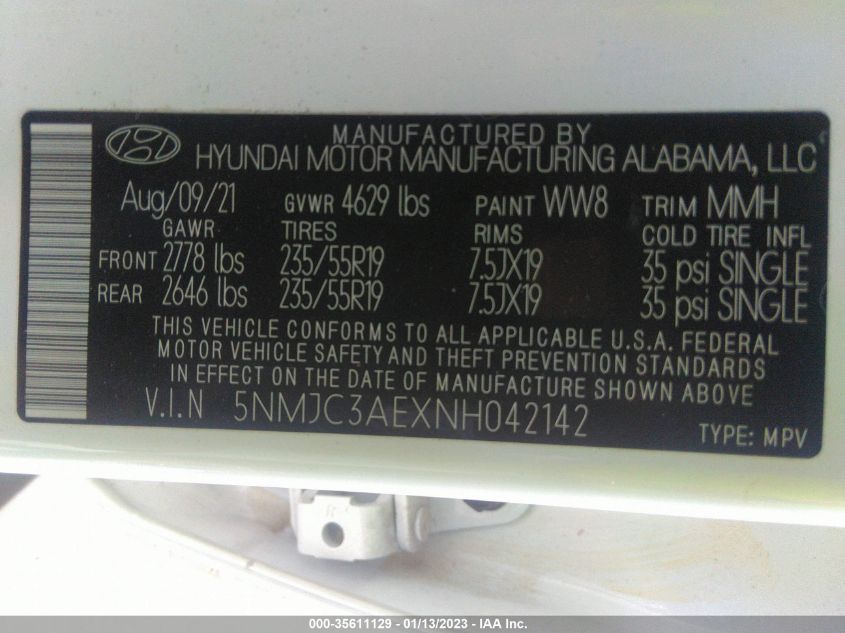 MANUFACTURED BY
HYUNDAI MOTOR MANUFACTURING ALABAMA, LLC
Aug/09/21 GVWR 4629 lbs PAINT WW8 TRIM MMH
GAWR TIRES RIMS COLD TIRE INFL
FRONT 2778 lbs 235/55R19 7.5JX19 35 psi SINGLE
REAR 2646 lbs 235/55R19 7.5JX19 35 psi SINGLE
THIS VEHICLE CONFORMS TO ALL APPLICABLE U.S.A. FEDERAL
MOTOR VEHICLE SAFETY AND THEFT PREVENTION STANDARDS
IN EFFECT ON THE DATE OF MANUFACTURE SHOWN ABOVE
V.I.N 5NMJC3AEXNH042142
TYPE: MPV
000-35611129 - 01/13/2023 - IAA Inc.